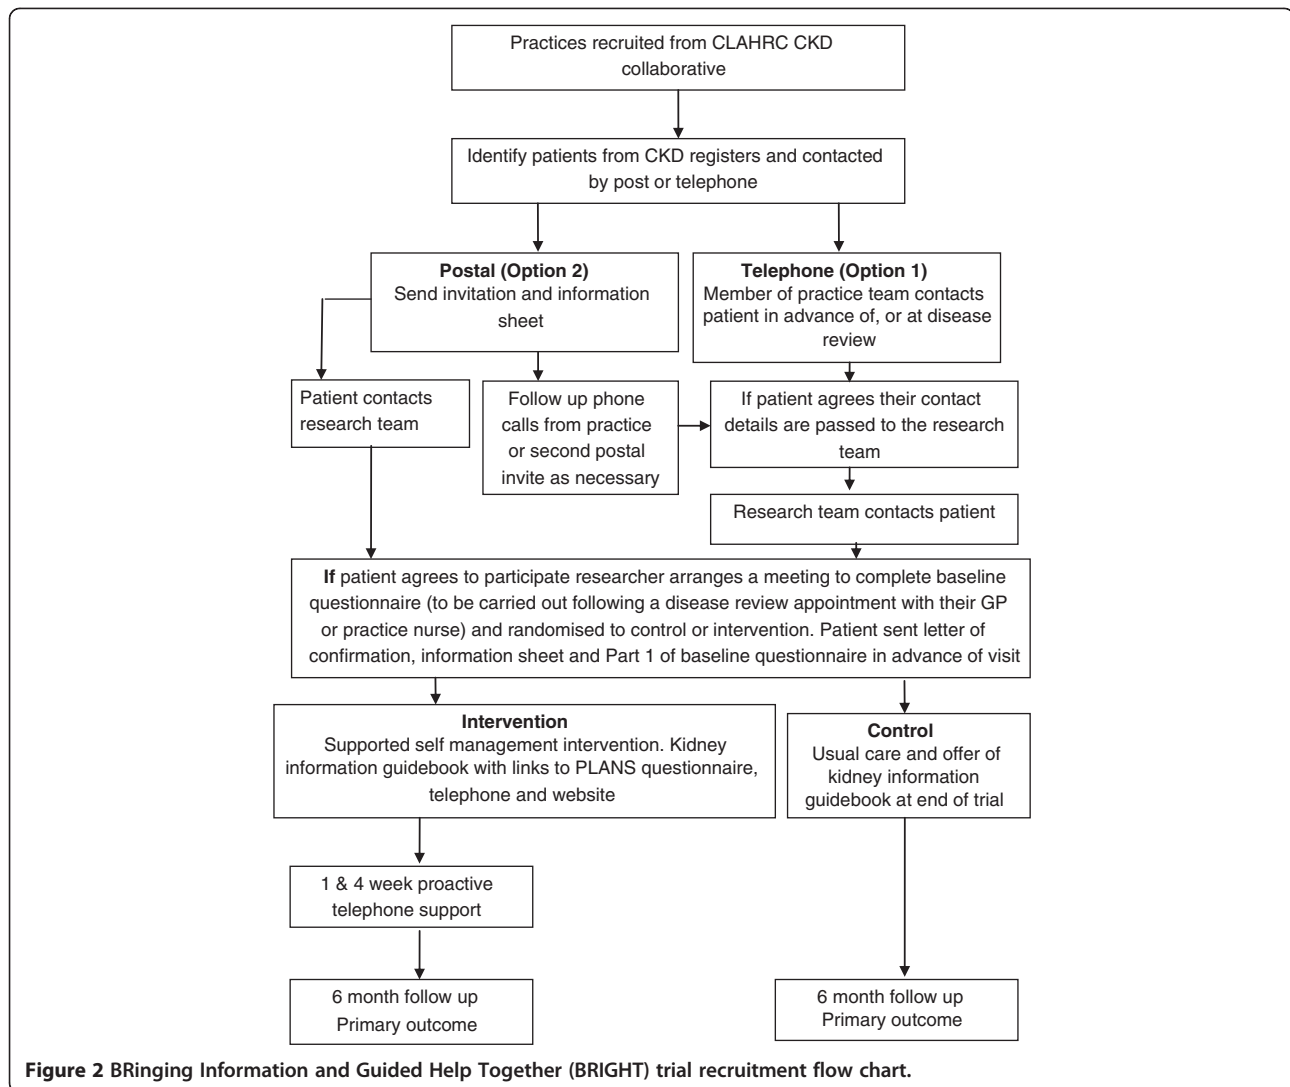 Practices recruited from CLAHRC CKD
collaborative
Identify patients from CKD registers and contacted
by post or telephone
Postal (Option 2)
Send invitation and information
sheet
Telephone (Option 1)
Member of practice team contacts
patient in advance of, or at disease
review
Patient contacts
research team
Follow up phone
calls from practice
or second postal
invite as necessary
If patient agrees their contact
details are passed to the research
team
Research team contacts patient
If patient agrees to participate researcher arranges a meeting to complete baseline
questionnaire (to be carried out following a disease review appointment with their GP
or practice nurse) and randomised to control or intervention. Patient sent letter of
confirmation, information sheet and Part 1 of baseline questionnaire in advance of visit
Intervention
Supported self management intervention. Kidney
information guidebook with links to PLANS questionnaire,
telephone and website
Control
Usual care and offer of
kidney information
guidebook at end of trial
1 & 4 week proactive
telephone support
6 month follow up
Primary outcome
6 month follow up
Primary outcome
Figure 2 BRinging Information and Guided Help Together (BRIGHT) trial recruitment flow chart.